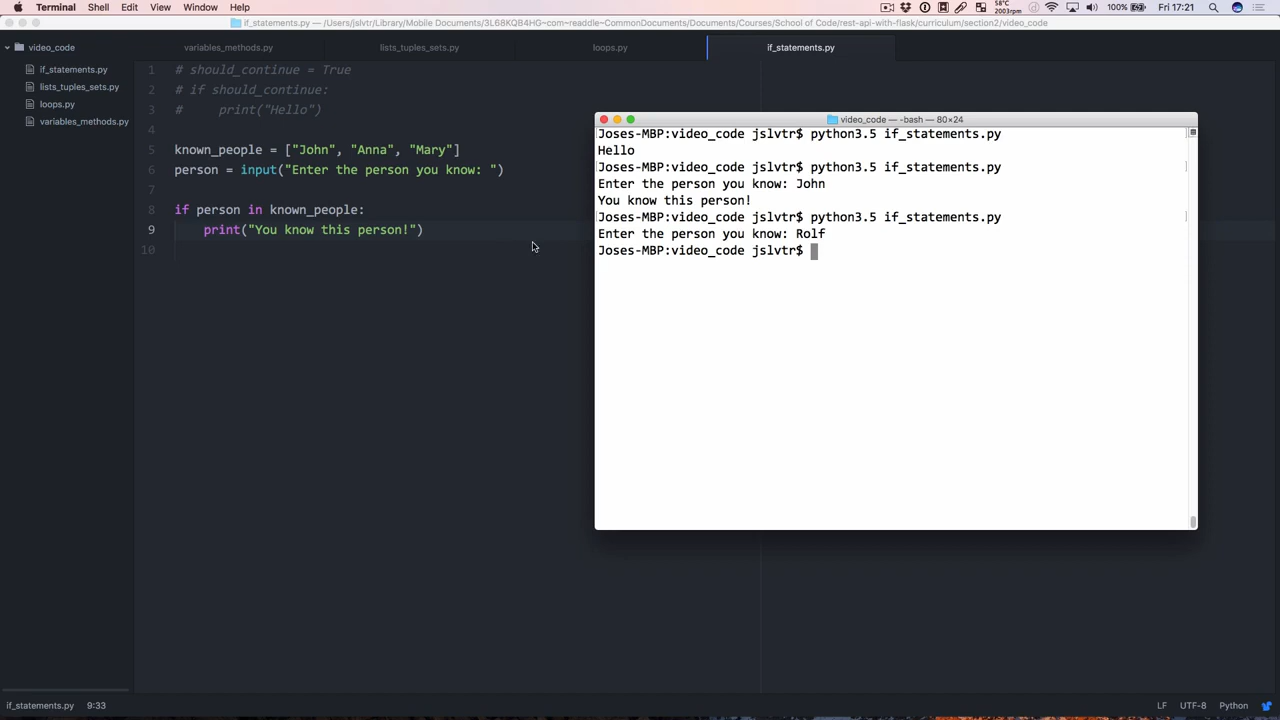 Terminal Shell Edit View Window Help
58°C
2003rpm
100%
Fri 17:21
if_statements.py — /Users/jslvtr/Library/Mobile Documents/3L68KQB4HG~com~readdle~CommonDocuments/Documents/Courses/School of Code/rest-api-with-flask/curriculum/section2/video_code
video_code
if_statements.py
lists_tuples_sets.py
loops.py
variables_methods.py
variables_methods.py lists_tuples_sets.py loops.py if_statements.py
1 # should_continue = True
2 # if should_continue:
3 #     print("Hello")
4
5 known_people = ["John", "Anna", "Mary"]
6 person = input("Enter the person you know: ")
7
8 if person in known_people:
9     print("You know this person!")
10
video_code — -bash — 80×24
Joses-MBP:video_code jslvtr$ python3.5 if_statements.py
Hello
Joses-MBP:video_code jslvtr$ python3.5 if_statements.py
Enter the person you know: John
You know this person!
Joses-MBP:video_code jslvtr$ python3.5 if_statements.py
Enter the person you know: Rolf
Joses-MBP:video_code jslvtr$
if_statements.py 9:33
LF UTF-8 Python